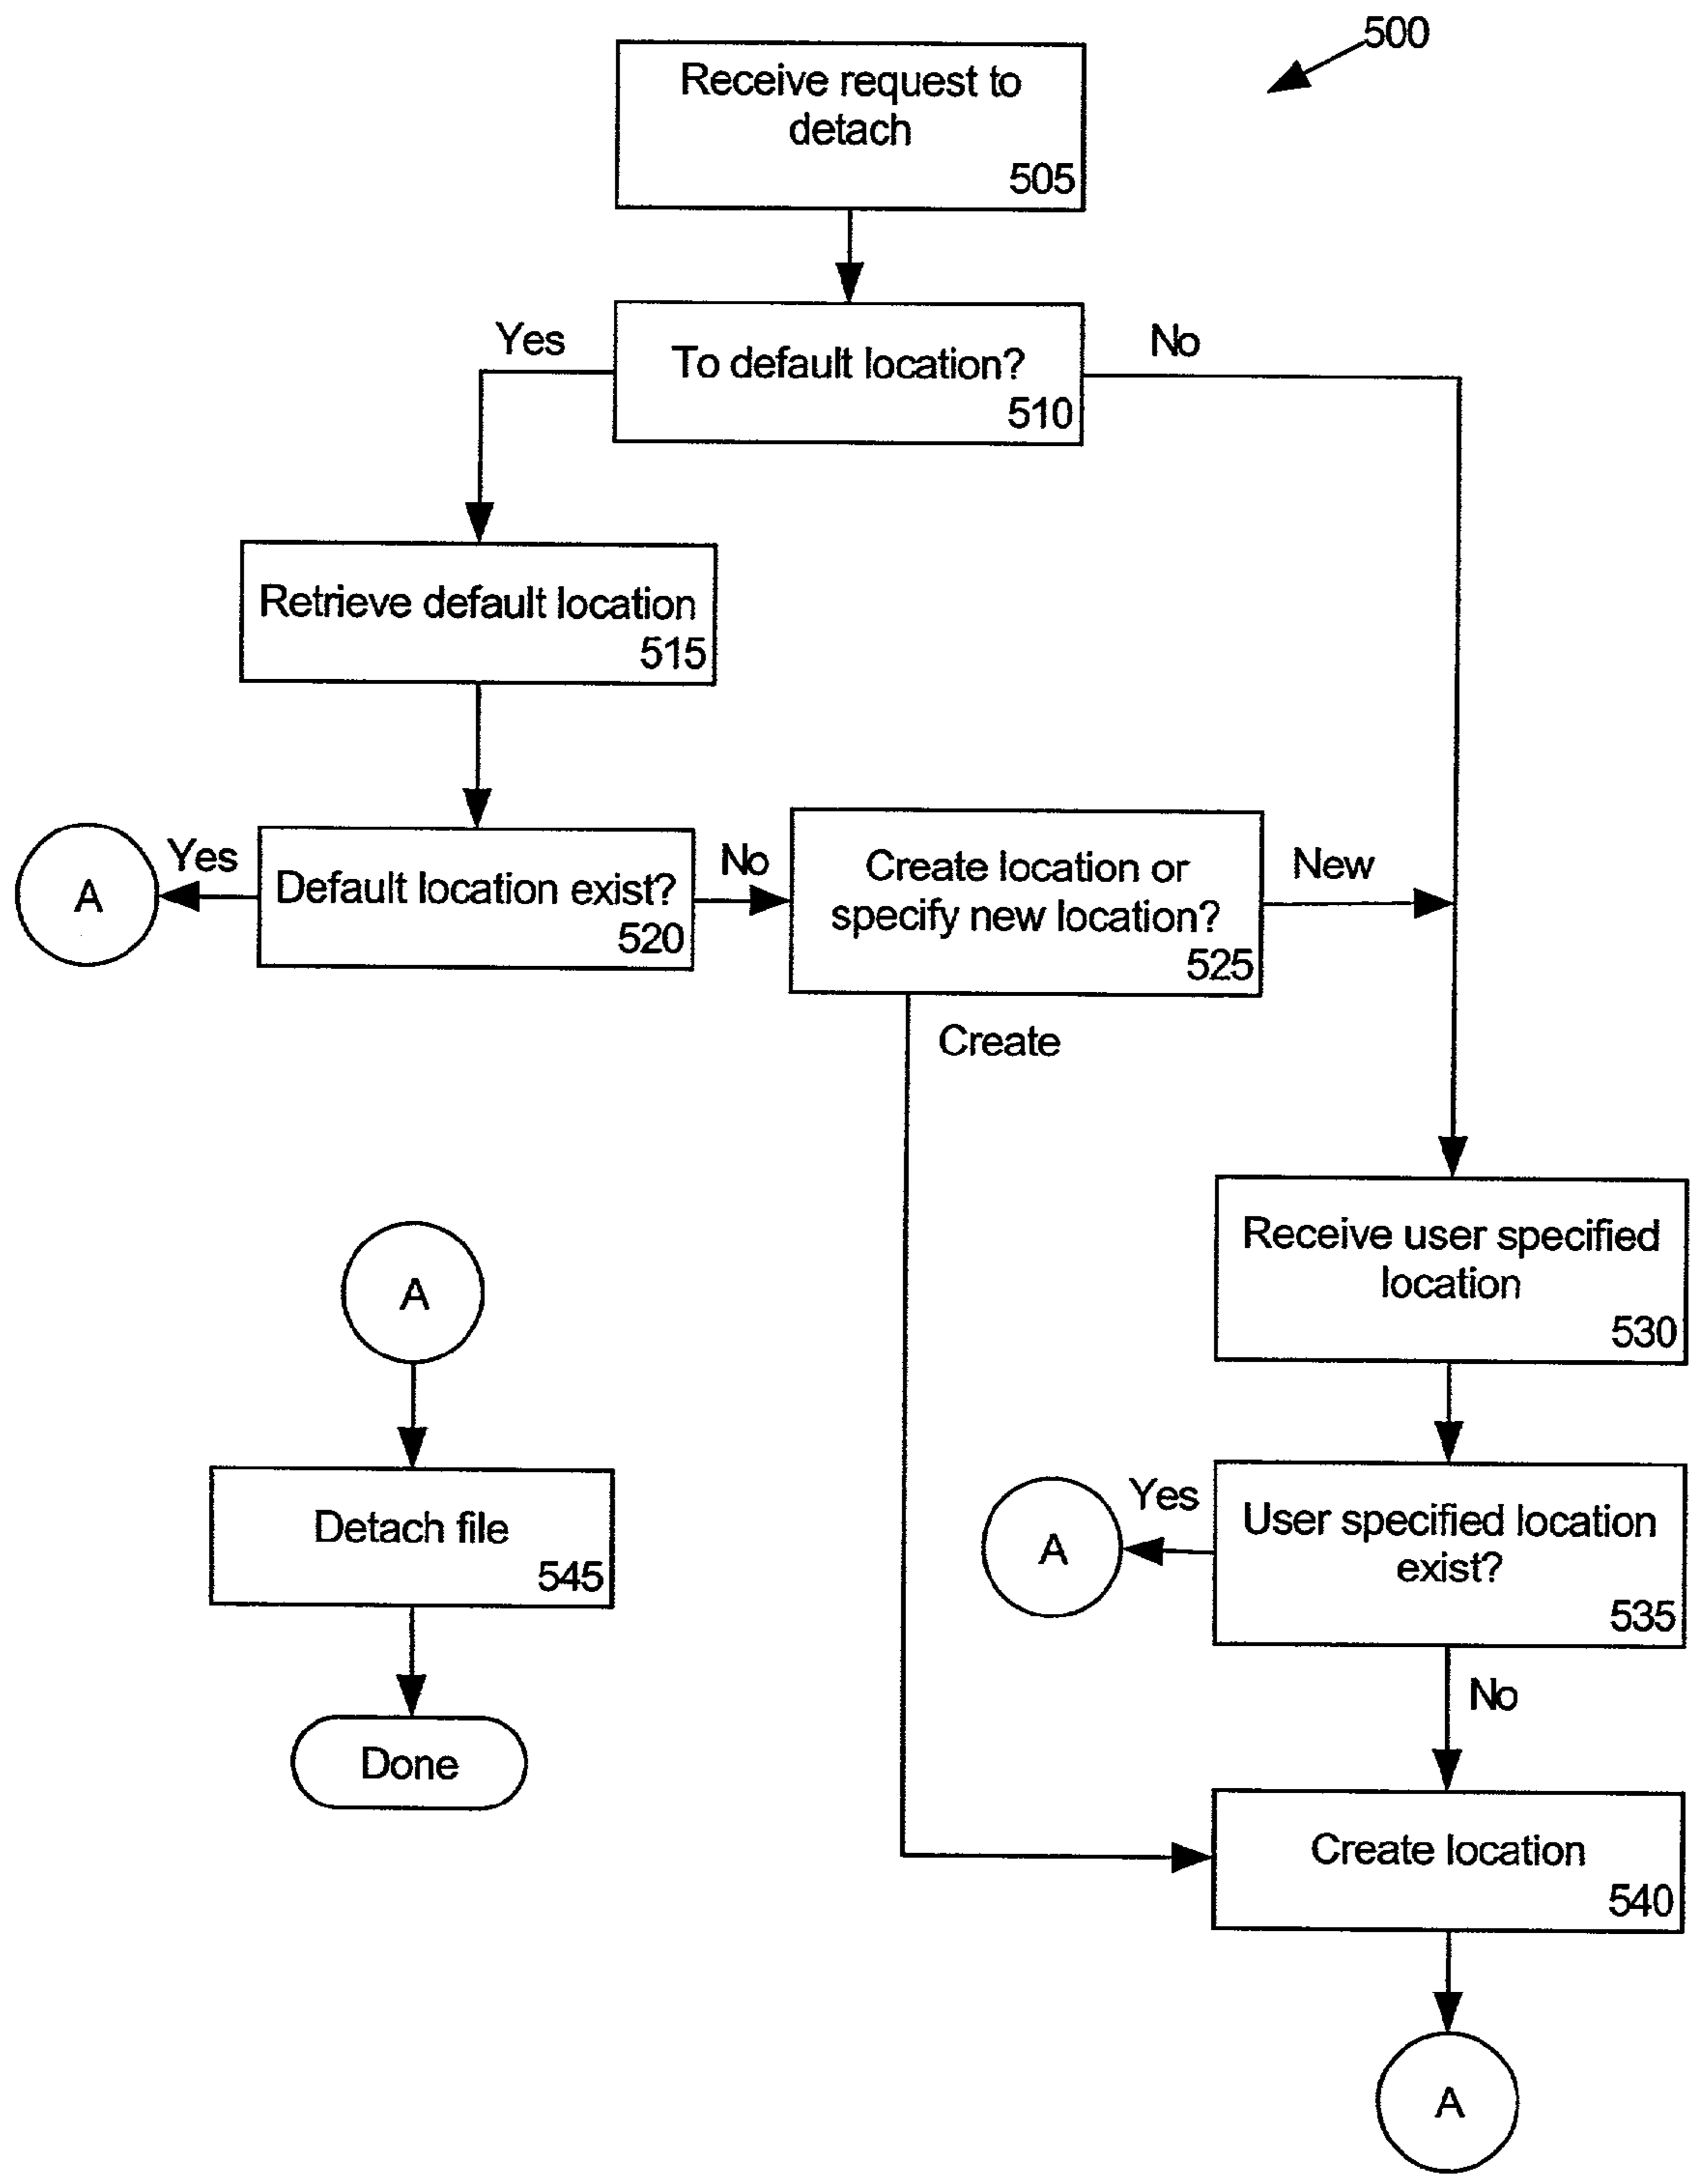 500
Receive request to
detach
505
Yes
No
To default location?
510
Retrieve default location
515
Yes
No
New
A
Default location exist?
520
Create location or
specify new location?
525
Create
Receive user specified
location
530
A
Yes
User specified location
exist?
535
A
Detach file
545
No
Done
Create location
540
A